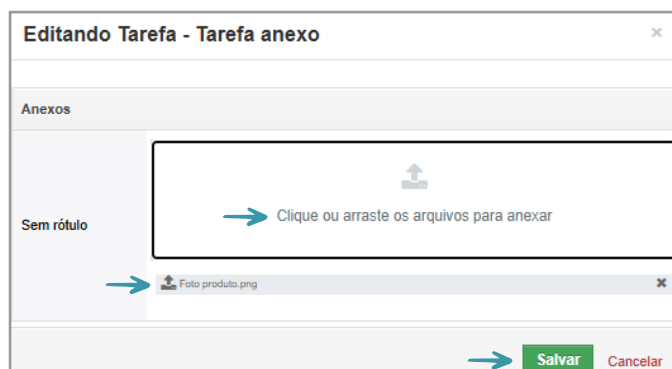 Editando Tarefa - Tarefa anexo
Anexos
Clique ou arraste os arquivos para anexar
Sem rótulo
Foto produto.png
Salvar Cancelar